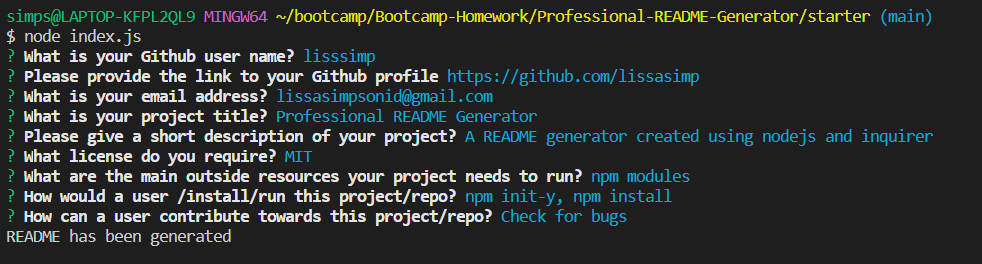 simps@LAPTOP-KFPL2QL9 MINGW64 ~/bootcamp/Bootcamp-Homework/Professional-README-Generator/starter (main)
$ node index.js
? What is your Github user name? lisssimp
? Please provide the link to your Github profile https://github.com/lissasimp
? What is your email address? lissasimpsonid@gmail.com
? What is your project title? Professional README Generator
? Please give a short description of your project? A README generator created using nodejs and inquirer
? What license do you require? MIT
? What are the main outside resources your project needs to run? npm modules
? How would a user /install/run this project/repo? npm init-y, npm install
? How can a user contribute towards this project/repo? Check for bugs
README has been generated